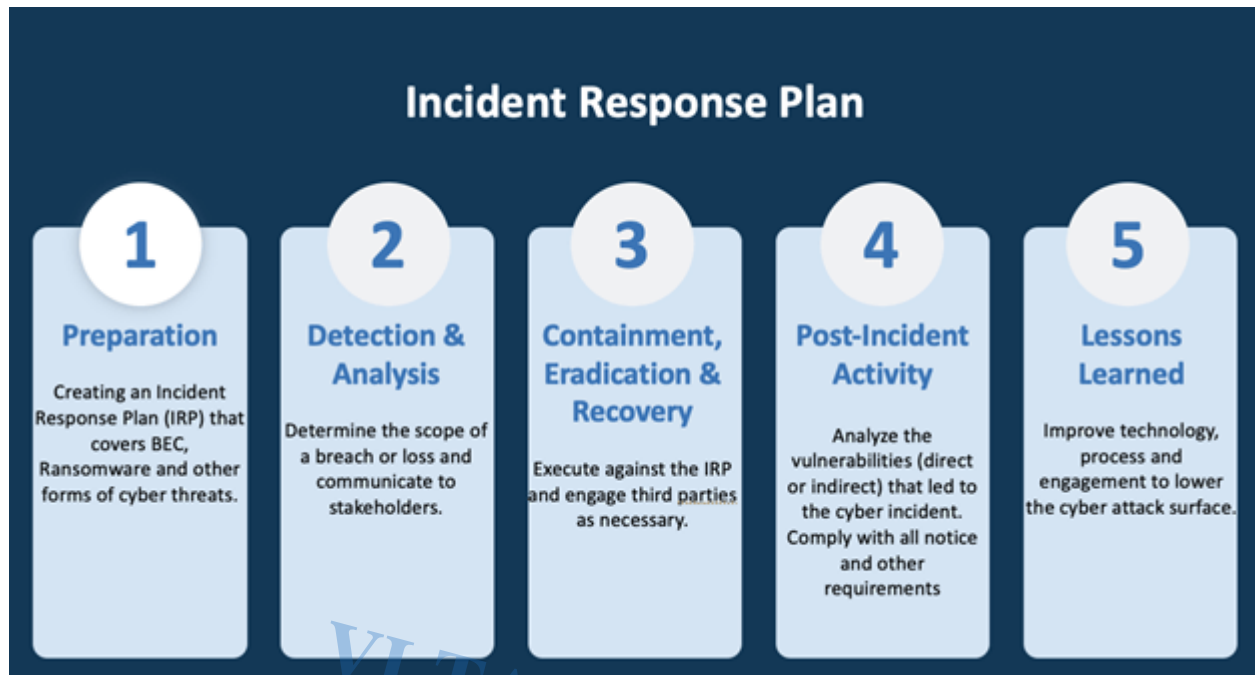 Incident Response Plan
1
Preparation
Creating an Incident
Response Plan (IRP) that
covers BEC,
Ransomware and other
forms of cyber threats.
2
Detection &
Analysis
Determine the scope of
a breach or loss and
communicate to
stakeholders.
3
Containment,
Eradication &
Recovery
Execute against the IRP
and engage third parties
as necessary.
4
Post-Incident
Activity
Analyze the
vulnerabilities (direct
or indirect) that led to
the cyber incident.
Comply with all notice
and other
requirements
5
Lessons
Learned
Improve technology,
process and
engagement to lower
the cyber attack surface.